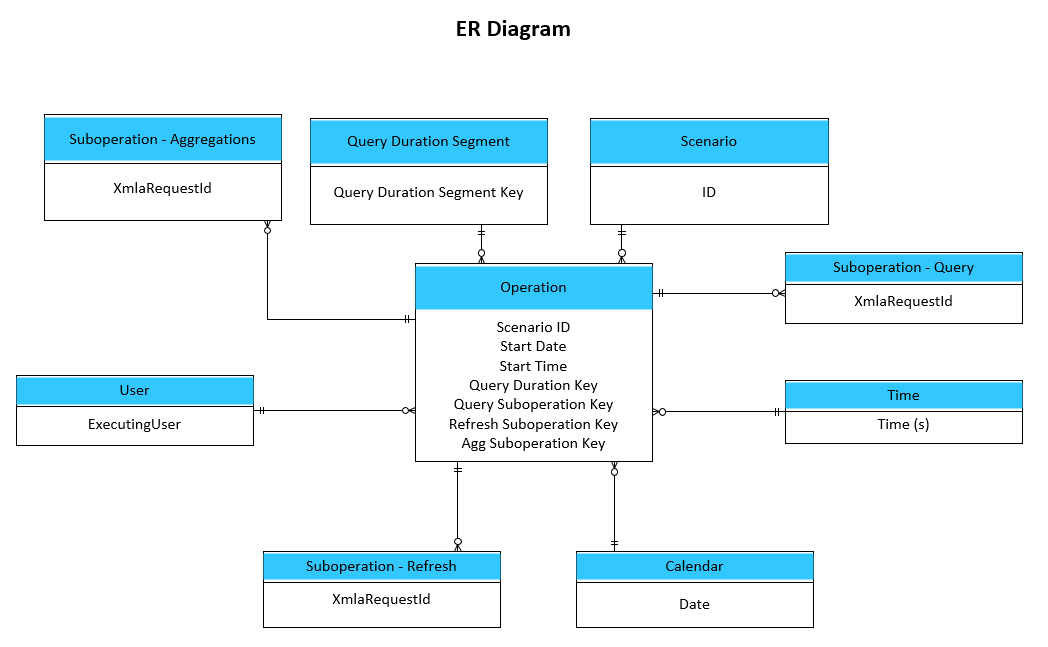 ER Diagram
Suboperation - Aggregations
XmlaRequestId
Query Duration Segment
Query Duration Segment Key
Scenario
ID
Operation
Scenario ID
Start Date
Start Time
Query Duration Key
Query Suboperation Key
Refresh Suboperation Key
Agg Suboperation Key
Suboperation - Query
XmlaRequestId
User
ExecutingUser
Time
Time (s)
Suboperation - Refresh
XmlaRequestId
Calendar
Date